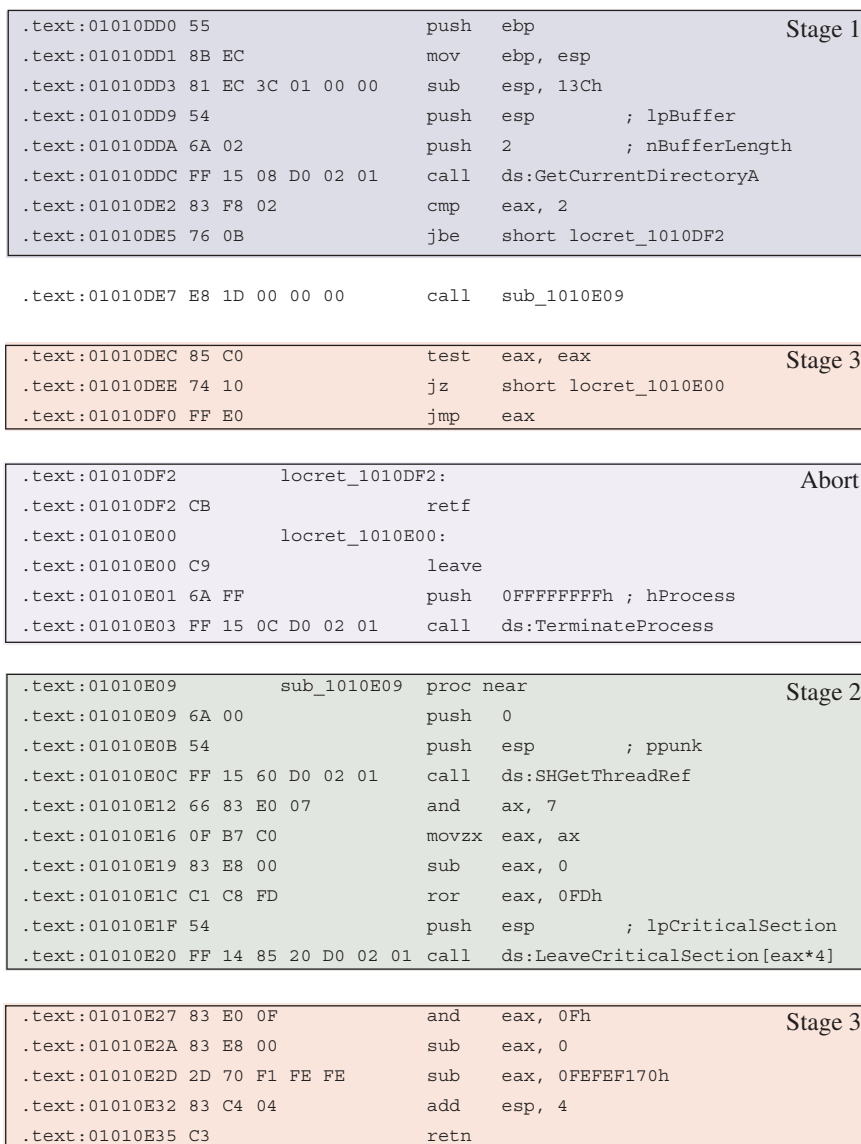 .text:01010DD0 55 push ebp Stage 1
.text:01010DD1 8B EC mov ebp, esp
.text:01010DD3 81 EC 3C 01 00 00 sub esp, 13Ch
.text:01010DD9 54 push esp ; lpBuffer
.text:01010DDA 6A 02 push 2 ; nBufferLength
.text:01010DDC FF 15 08 D0 02 01 call ds:GetCurrentDirectoryA
.text:01010DE2 83 F8 02 cmp eax, 2
.text:01010DE5 76 0B jbe short locret_1010DF2
.text:01010DE7 E8 1D 00 00 00 call sub_1010E09
.text:01010DEC 85 C0 test eax, eax Stage 3
.text:01010DEE 74 10 jz short locret_1010E00
.text:01010DF0 FF E0 jmp eax
.text:01010DF2 locret_1010DF2: Abort
.text:01010DF2 CB retf
.text:01010E00 locret_1010E00:
.text:01010E00 C9 leave
.text:01010E01 6A FF push 0FFFFFFFFh ; hProcess
.text:01010E03 FF 15 0C D0 02 01 call ds:TerminateProcess
.text:01010E09 sub_1010E09 proc near Stage 2
.text:01010E09 6A 00 push 0
.text:01010E0B 54 push esp ; ppunk
.text:01010E0C FF 15 60 D0 02 01 call ds:SHGetThreadRef
.text:01010E12 66 83 E0 07 and ax, 7
.text:01010E16 0F B7 C0 movzx eax, ax
.text:01010E19 83 E8 00 sub eax, 0
.text:01010E1C C1 C8 FD ror eax, 0FDh
.text:01010E1F 54 push esp ; lpCriticalSection
.text:01010E20 FF 14 85 20 D0 02 01 call ds:LeaveCriticalSection[eax*4]
.text:01010E27 83 E0 0F and eax, 0Fh Stage 3
.text:01010E2A 83 E8 00 sub eax, 0
.text:01010E2D 2D 70 F1 FE FE sub eax, 0FEFEF170h
.text:01010E32 83 C4 04 add esp, 4
.text:01010E35 C3 retn